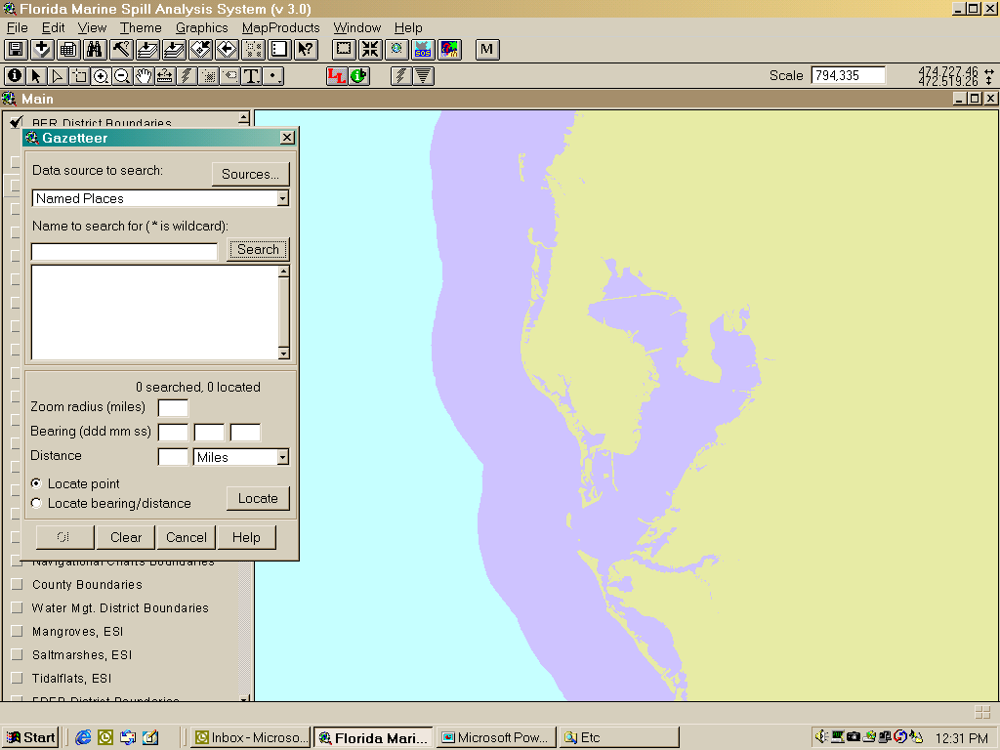 Florida Marine Spill Analysis System (v 3.0)
File Edit View Theme Graphics MapProducts Window Help
SOS M
T LL Scale 794,335 474,727.46
472,519.26
Main
BER District Boundaries
Gazetteer
Data source to search: Sources...
Named Places
Name to search for ( * is wildcard):
Search
0 searched, 0 located
Zoom radius (miles)
Bearing (ddd mm ss)
Distance Miles
Locate point
Locate bearing/distance Locate
Clear Cancel Help
Navigational Charts Boundaries
County Boundaries
Water Mgt. District Boundaries
Mangroves, ESI
Saltmarshes, ESI
Tidalflats, ESI
FDEP District Boundaries
Start Inbox - Microso... Florida Mari... Microsoft Pow... Etc 12:31 PM